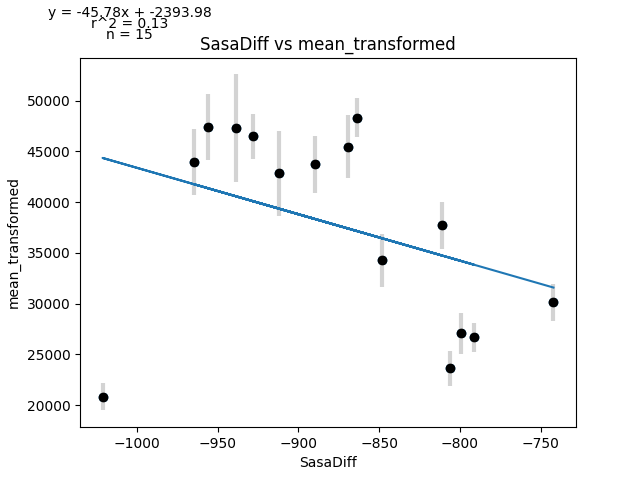 y = -45.78x + -2393.98
r^2 = 0.13
n = 15
SasaDiff vs mean_transformed
50000
45000
40000
35000
30000
25000
20000
mean_transformed
−1000
−950
−900
−850
−800
−750
SasaDiff